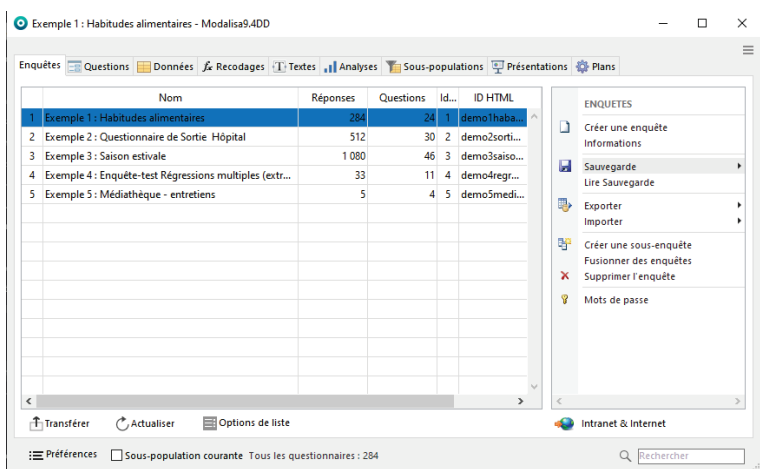 Exemple 1 : Habitudes alimentaires - Modalisa9.4DD
Enquêtes Questions Données fx Recodages T Textes Analyses Sous-populations Présentations Plans
Nom Réponses Questions Id... ID HTML
1 Exemple 1 : Habitudes alimentaires 284 24 1 demo1haba...
2 Exemple 2 : Questionnaire de Sortie Hôpital 512 30 2 demo2sorti...
3 Exemple 3 : Saison estivale 1 080 46 3 demo3saiso...
4 Exemple 4 : Enquête-test Régressions multiples (extr... 33 11 4 demo4regr...
5 Exemple 5 : Médiathèque - entretiens 5 4 5 demo5medi...
ENQUETES
Créer une enquête
Informations
Sauvegarde
Lire Sauvegarde
Exporter
Importer
Créer une sous-enquête
Fusionner des enquêtes
Supprimer l'enquête
Mots de passe
Transférer Actualiser Options de liste Intranet & Internet
Préférences Sous-population courante Tous les questionnaires : 284 Rechercher